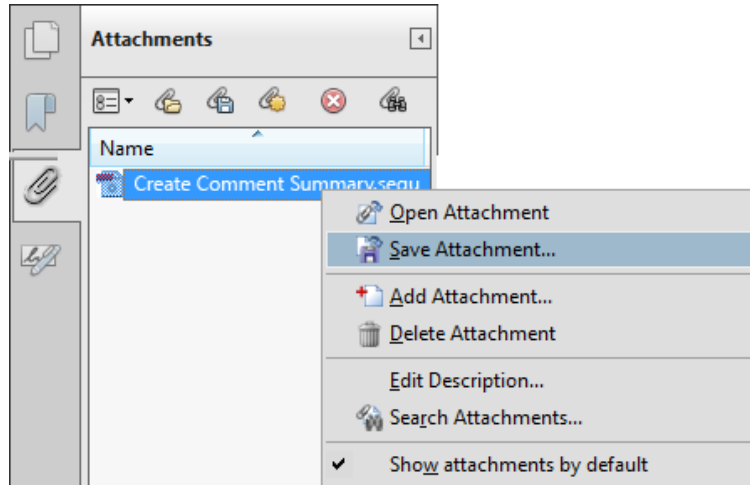 Attachments
Name
Create Comment Summary.sequ
Open Attachment
Save Attachment...
Add Attachment...
Delete Attachment
Edit Description...
Search Attachments...
Show attachments by default